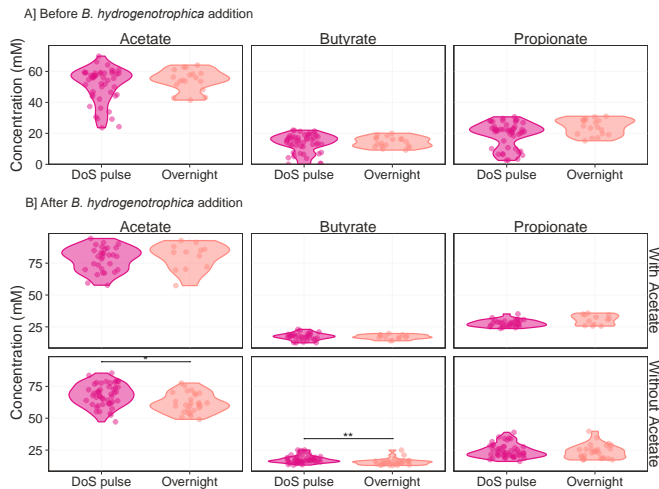 A] Before B. hydrogenotrophica addition
Acetate Butyrate Propionate
Concentration (mM)
60
40
20
0
DoS pulse Overnight DoS pulse Overnight DoS pulse Overnight
B] After B. hydrogenotrophica addition
Acetate Butyrate Propionate
Concentration (mM)
75
50
25
With Acetate
*
**
75
50
25
Without Acetate
DoS pulse Overnight DoS pulse Overnight DoS pulse Overnight